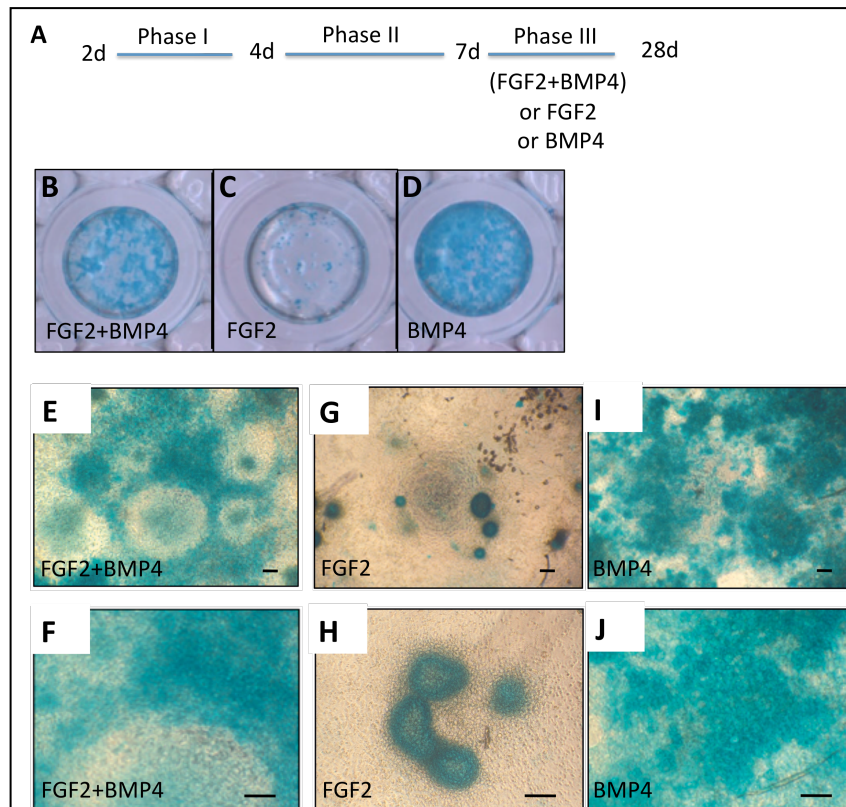 A
2d Phase I 4d Phase II 7d Phase III 28d
(FGF2+BMP4)
or FGF2
or BMP4
B C D
FGF2+BMP4 FGF2 BMP4
E G I
FGF2+BMP4 FGF2 BMP4
F H J
FGF2+BMP4 FGF2 BMP4